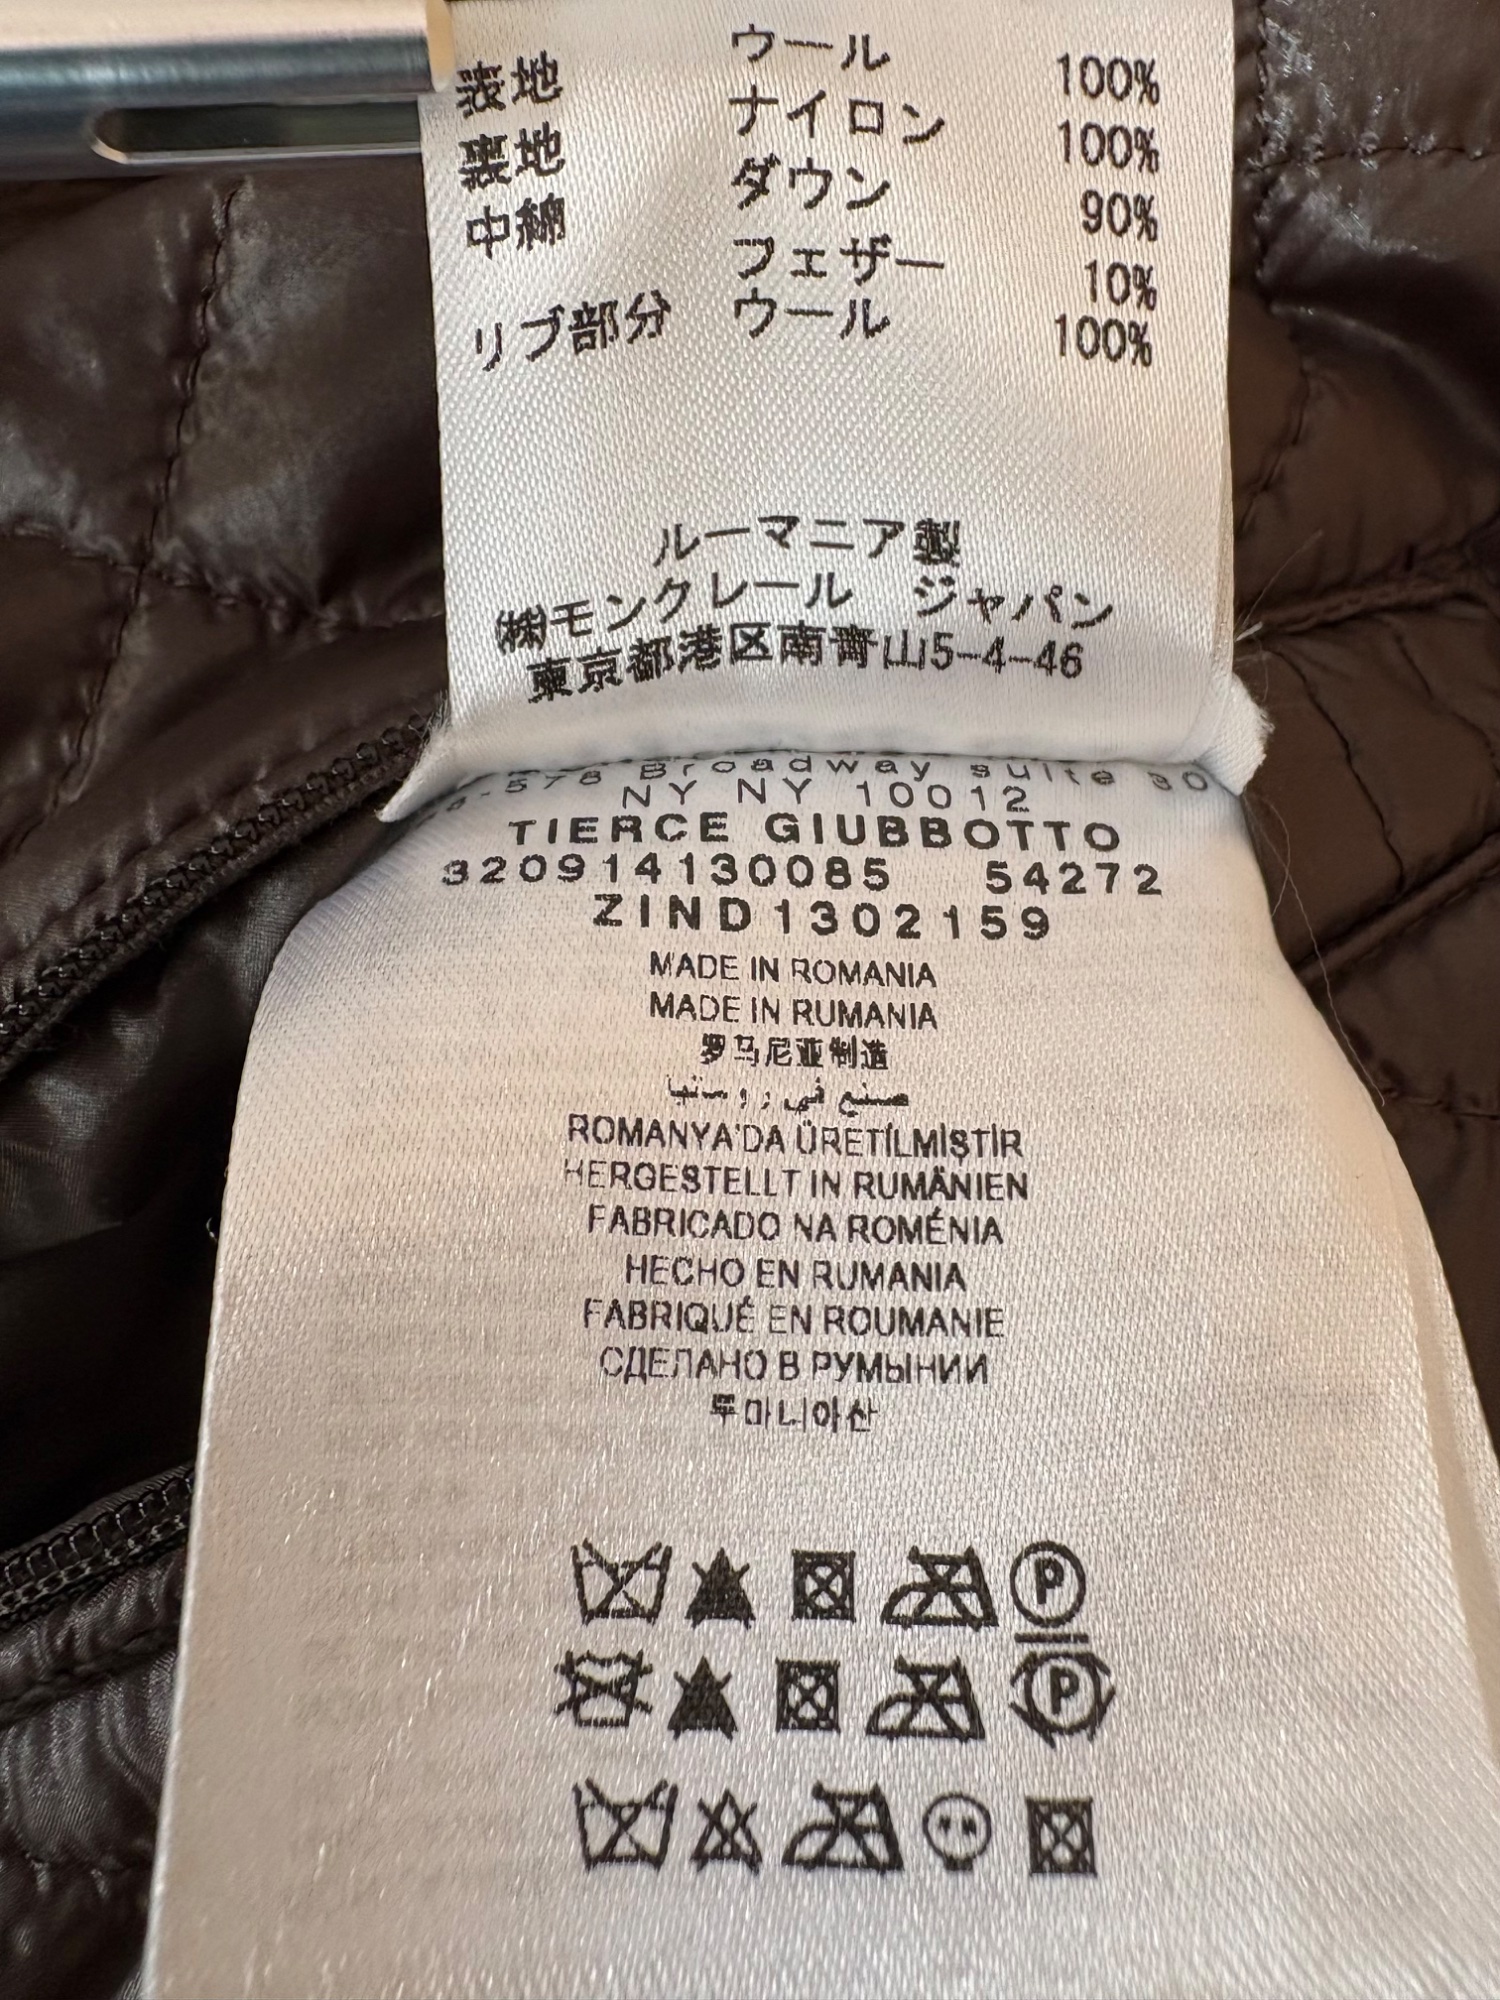 表地 ウール 100%
裏地 ナイロン 100%
中綿 ダウン 90%
フェザー 10%
リブ部分 ウール 100%
ルーマニア製
㈱モンクレール ジャパン
東京都港区南青山5-4-46
578 Broadway suite 30
NY NY 10012
TIERCE GIUBBOTTO
320914130085 54272
ZIND1302159
MADE IN ROMANIA
MADE IN RUMANIA
罗马尼亚制造
صنع في
ROMANYA'DA ÜRETİLMİŞTİR
HERGESTELLT IN RUMÄNIEN
FABRICADO NA ROMÉNIA
HECHO EN RUMANIA
FABRIQUÉ EN ROUMANIE
СДЕЛАНО В РУМЫНИИ
루마니아산
P
P